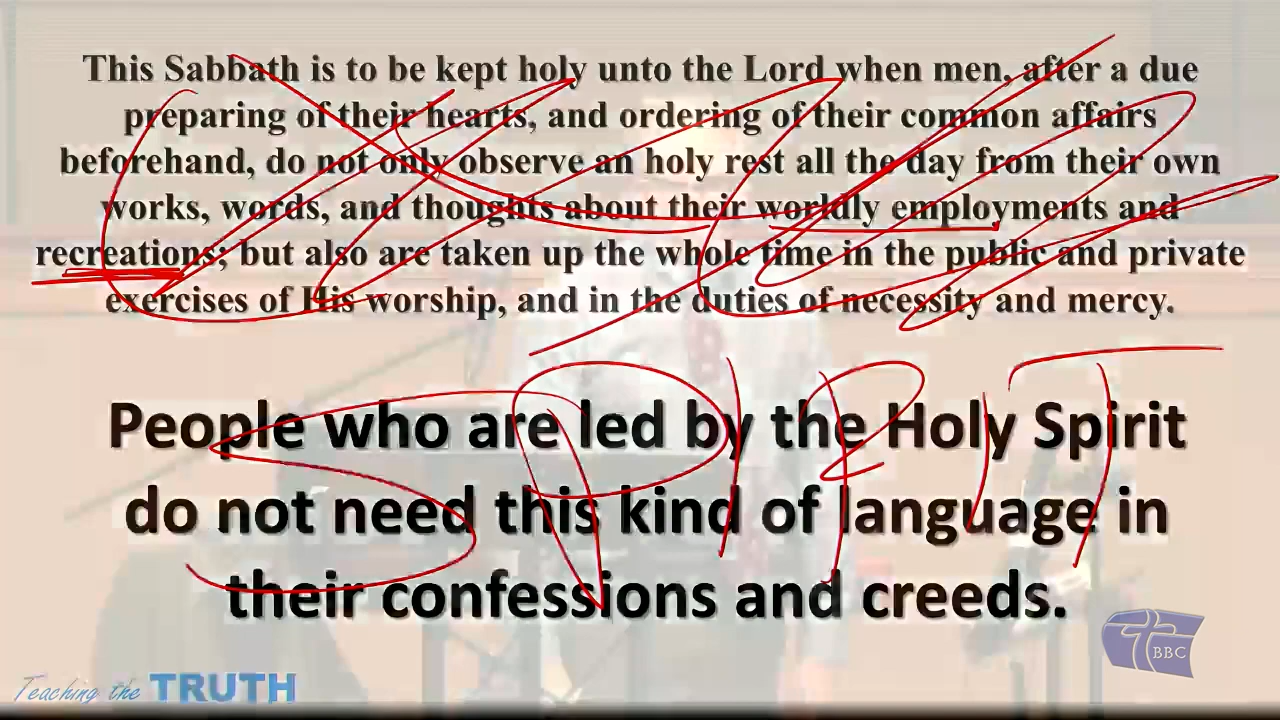 This Sabbath is to be kept holy unto the Lord when men, after a due
preparing of their hearts, and ordering of their common affairs
beforehand, do not only observe an holy rest all the day from their own
works, words, and thoughts about their worldly employments and
recreations; but also are taken up the whole time in the public and private
exercises of His worship, and in the duties of necessity and mercy.
SPIRIT
People who are led by the Holy Spirit
do not need this kind of language in
their confessions and creeds.
BBC
Teaching the TRUTH